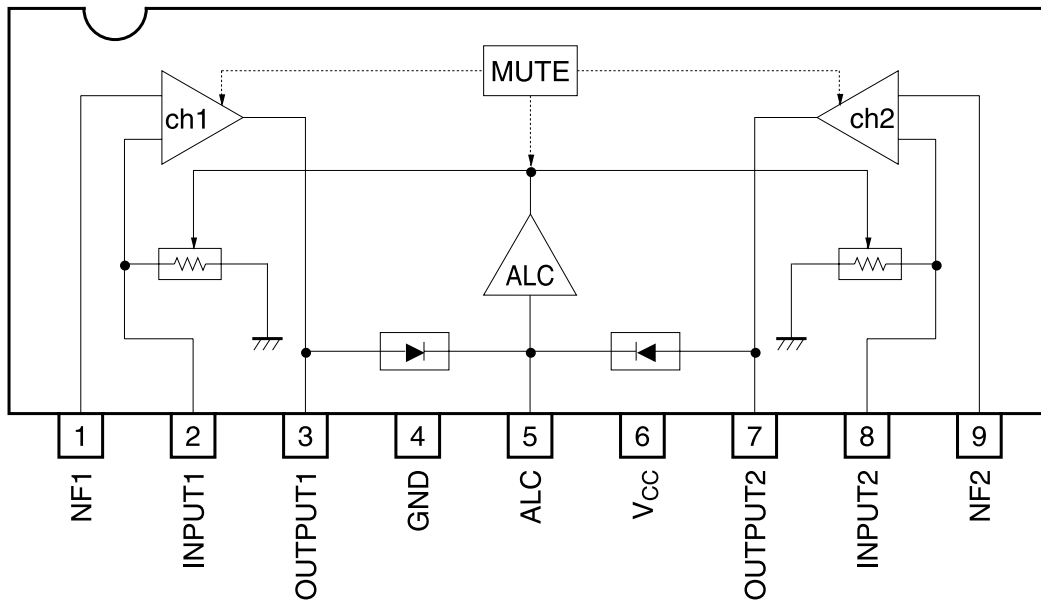 MUTE
ch1
ch2
ALC
1
2
3
4
5
6
7
8
9
NF1
INPUT1
OUTPUT1
GND
ALC
VCC
OUTPUT2
INPUT2
NF2